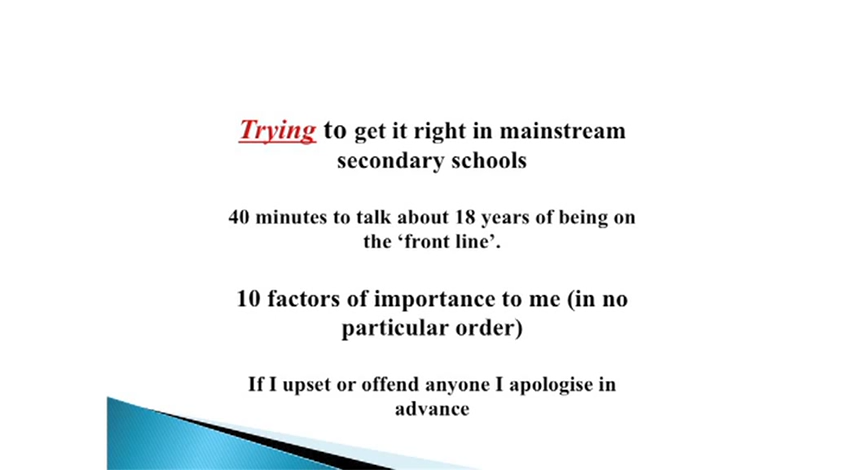 Trying to get it right in mainstream
secondary schools
40 minutes to talk about 18 years of being on
the ‘front line’.
10 factors of importance to me (in no
particular order)
If I upset or offend anyone I apologise in
advance